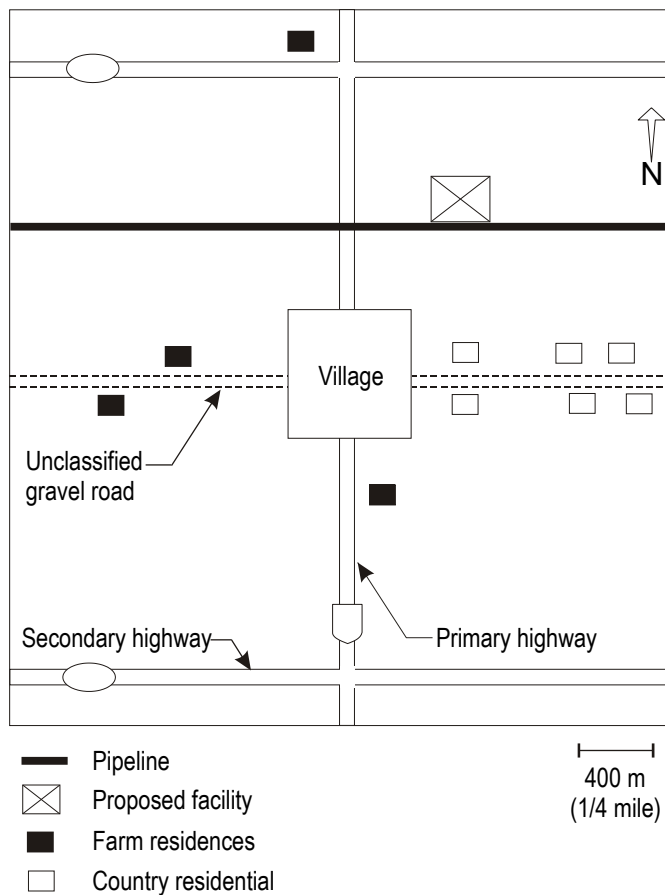 N
Village
Unclassified
gravel road
Secondary highway
Primary highway
Pipeline
Proposed facility
Farm residences
Country residential
400 m
(1/4 mile)